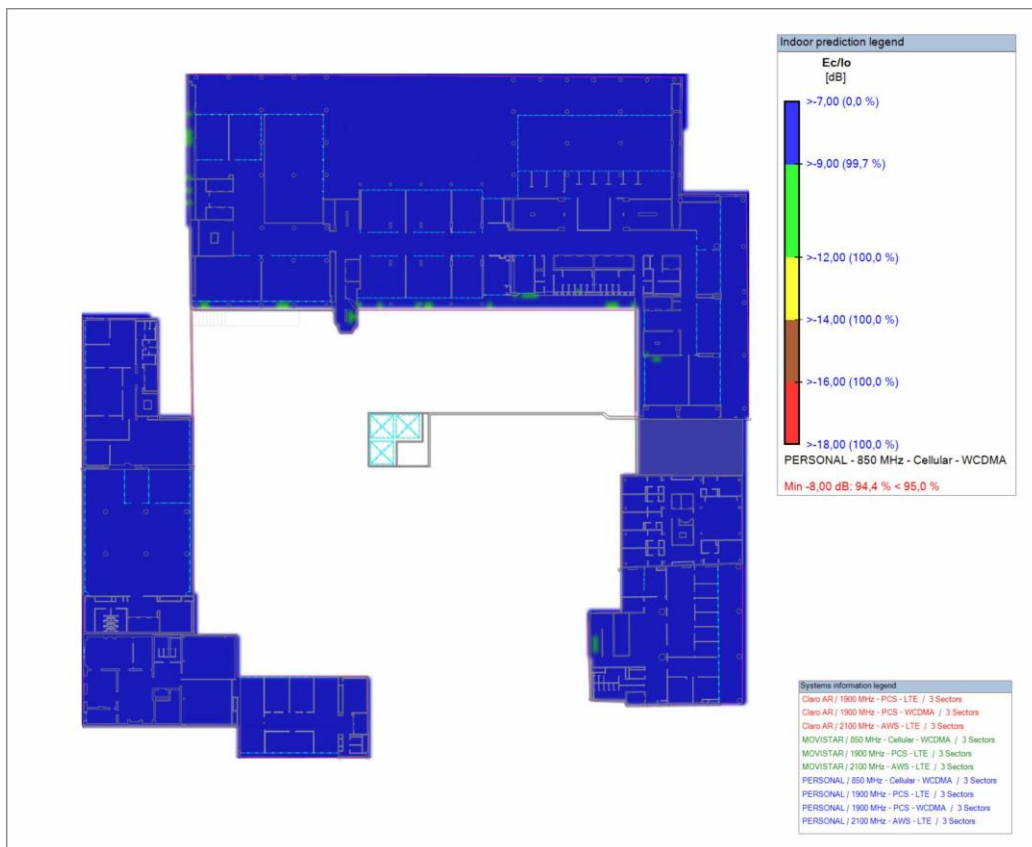 Indoor prediction legend
Ec/Io
[dB]
>-7,00 (0,0 %)
>-9,00 (99,7 %)
>-12,00 (100,0 %)
>-14,00 (100,0 %)
>-16,00 (100,0 %)
>-18,00 (100,0 %)
PERSONAL - 850 MHz - Cellular - WCDMA
Min -8,00 dB: 94,4 % < 95,0 %
Systems information legend
Claro AR / 1900 MHz - PCS - LTE / 3 Sectors
Claro AR / 1900 MHz - PCS - WCDMA / 3 Sectors
Claro AR / 2100 MHz - AWS - LTE / 3 Sectors
MOVISTAR / 850 MHz - Cellular - WCDMA / 3 Sectors
MOVISTAR / 1900 MHz - PCS - LTE / 3 Sectors
MOVISTAR / 2100 MHz - AWS - LTE / 3 Sectors
PERSONAL / 850 MHz - Cellular - WCDMA / 3 Sectors
PERSONAL / 1900 MHz - PCS - LTE / 3 Sectors
PERSONAL / 1900 MHz - PCS - WCDMA / 3 Sectors
PERSONAL / 2100 MHz - AWS - LTE / 3 Sectors